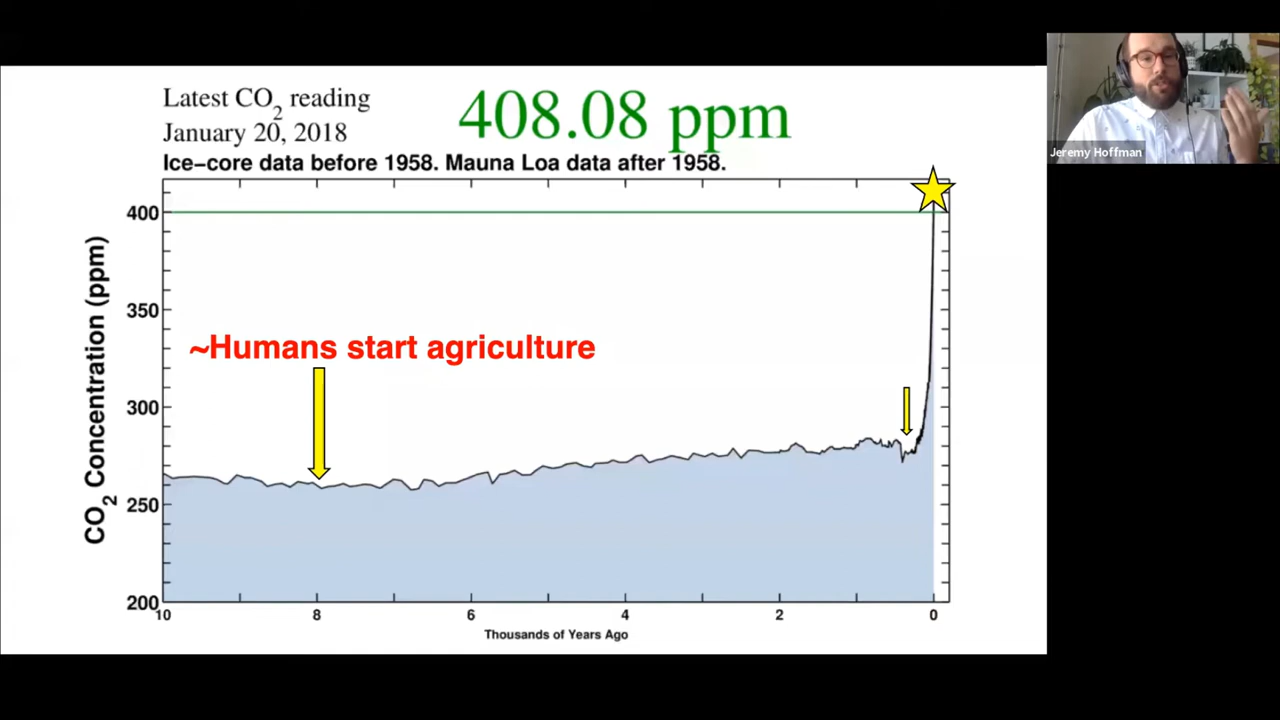 Latest CO2 reading
January 20, 2018
408.08 ppm
Ice-core data before 1958. Mauna Loa data after 1958.
Jeremy Hoffman
400
350
300
250
200
CO2 Concentration (ppm)
~Humans start agriculture
10 8 6 4 2 0
Thousands of Years Ago